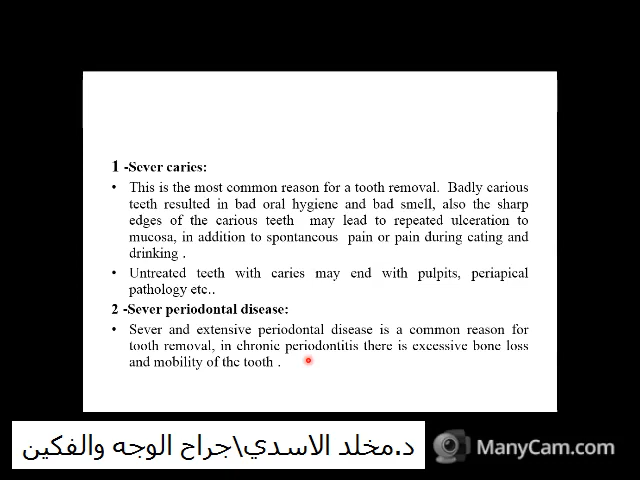 1 -Sever caries:
• This is the most common reason for a tooth removal. Badly carious
teeth resulted in bad oral hygiene and bad smell, also the sharp
edges of the carious teeth may lead to repeated ulceration to
mucosa, in addition to spontaneous pain or pain during eating and
drinking .
• Untreated teeth with caries may end with pulpits, periapical
pathology etc..
2 -Sever periodontal disease:
• Sever and extensive periodontal disease is a common reason for
tooth removal, in chronic periodontitis there is excessive bone loss
and mobility of the tooth .
د.مخلد الاسدي\جراح الوجه والفكين
ManyCam.com